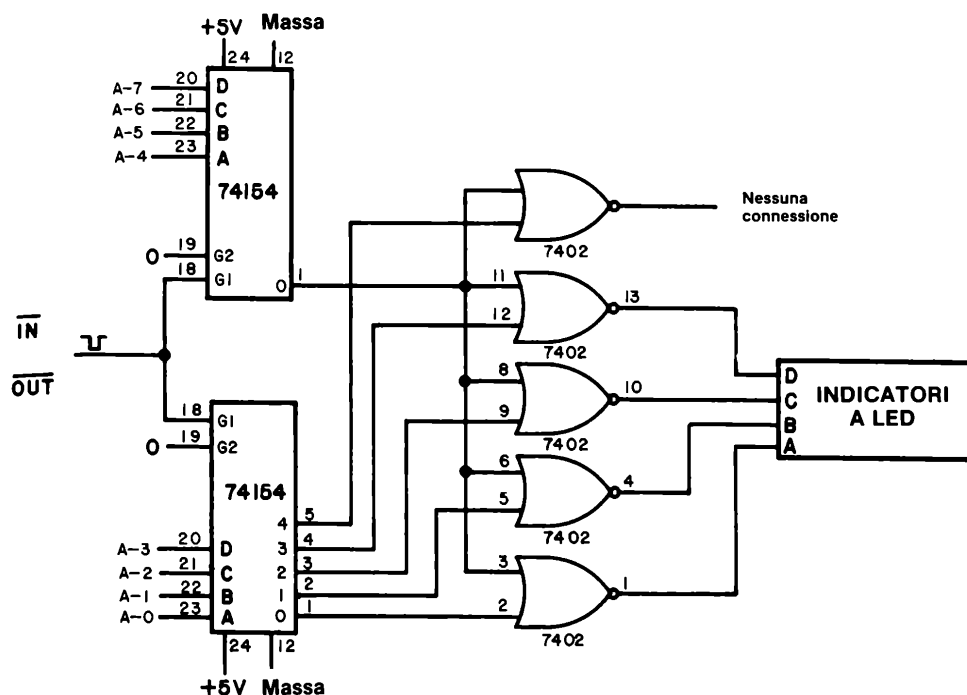 +5V Massa
24 12
A-7 20 D
A-6 21 C
A-5 22 B
A-4 23 A
74154
0 19 G2
18 G1
0 1
7402
Nessuna
connessione
11
12
13
7402
8
9
10
7402
6
5
4
7402
3
2
1
7402
IN
OUT
D
C
B
A
INDICATORI
A LED
18 G1
0 19 G2
74154
4 5
A-3 20 D 3 4
A-2 21 C 2 3
A-1 22 B 1 2
A-0 23 A 0 1
24 12
+5V Massa